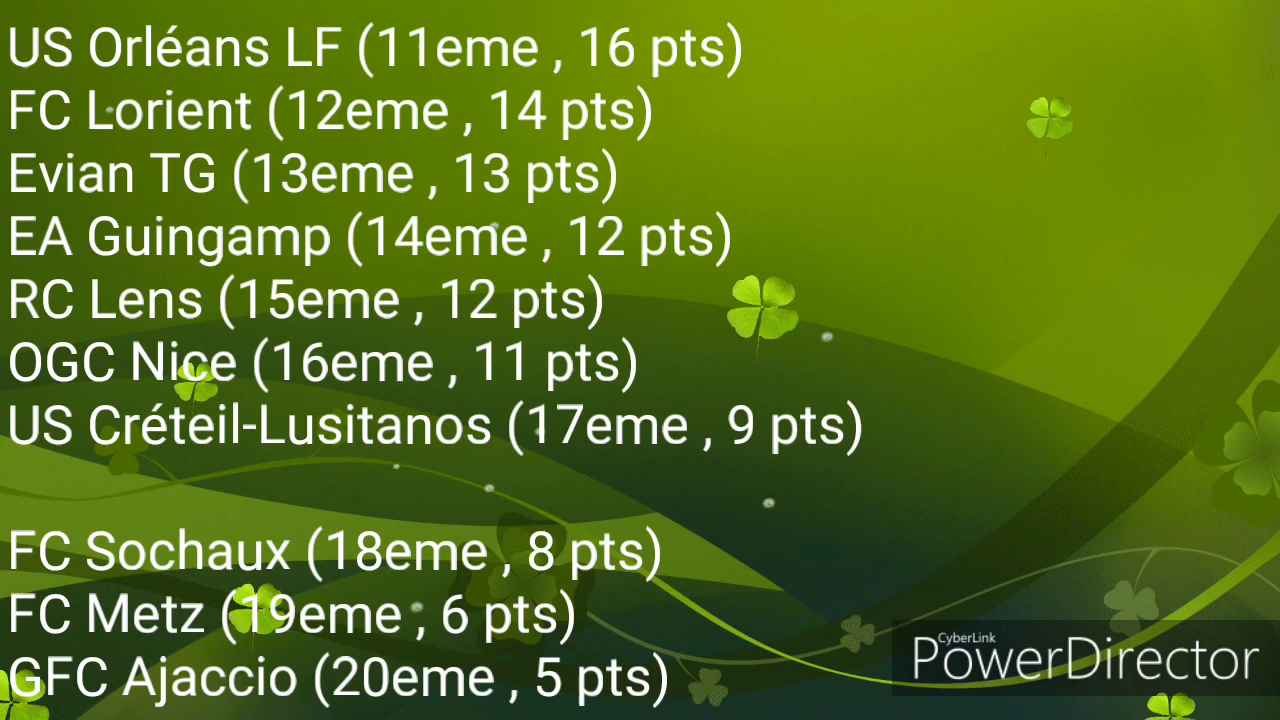 US Orléans LF (11eme , 16 pts)
FC Lorient (12eme , 14 pts)
Evian TG (13eme , 13 pts)
EA Guingamp (14eme , 12 pts)
RC Lens (15eme , 12 pts)
OGC Nice (16eme , 11 pts)
US Créteil-Lusitanos (17eme , 9 pts)
FC Sochaux (18eme , 8 pts)
FC Metz (19eme , 6 pts)
GFC Ajaccio (20eme , 5 pts)
CyberLink
PowerDirector